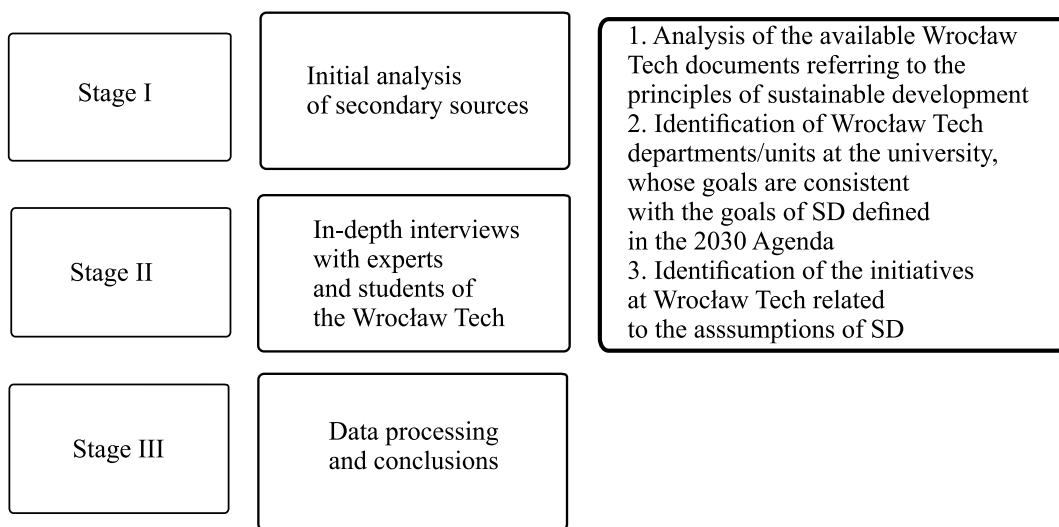 Stage I
Initial analysis
of secondary sources
1. Analysis of the available Wrocław
Tech documents referring to the
principles of sustainable development
2. Identification of Wrocław Tech
departments/units at the university,
whose goals are consistent
with the goals of SD defined
in the 2030 Agenda
3. Identification of the initiatives
at Wrocław Tech related
to the asssumptions of SD
Stage II
In-depth interviews
with experts
and students of
the Wrocław Tech
Stage III
Data processing
and conclusions